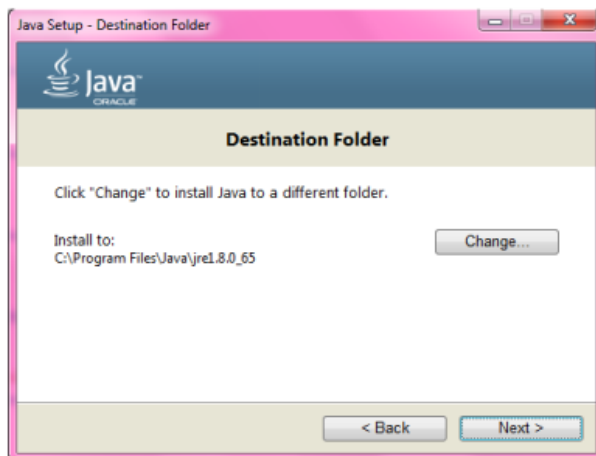 Java Setup - Destination Folder
Java™
ORACLE
Destination Folder
Click "Change" to install Java to a different folder.
Install to:
C:\Program Files\Java\jre1.8.0_65
Change...
< Back
Next >